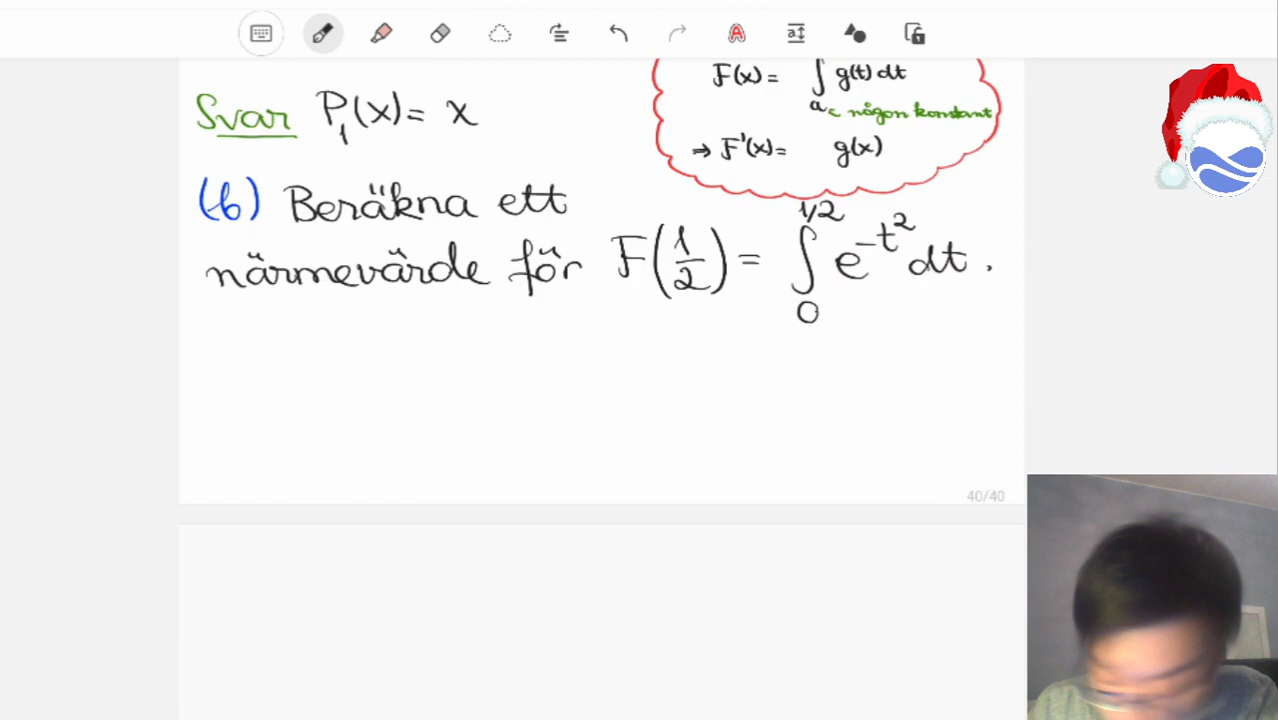 F(x) = ∫ g(t) dt
a ← någon konstant
⇒ F'(x) = g(x)
Svar P₁(x) = x
(b) Beräkna ett
närmevärde för F(1/2) = ∫₀^{1/2} e^{-t²} dt.
40/40